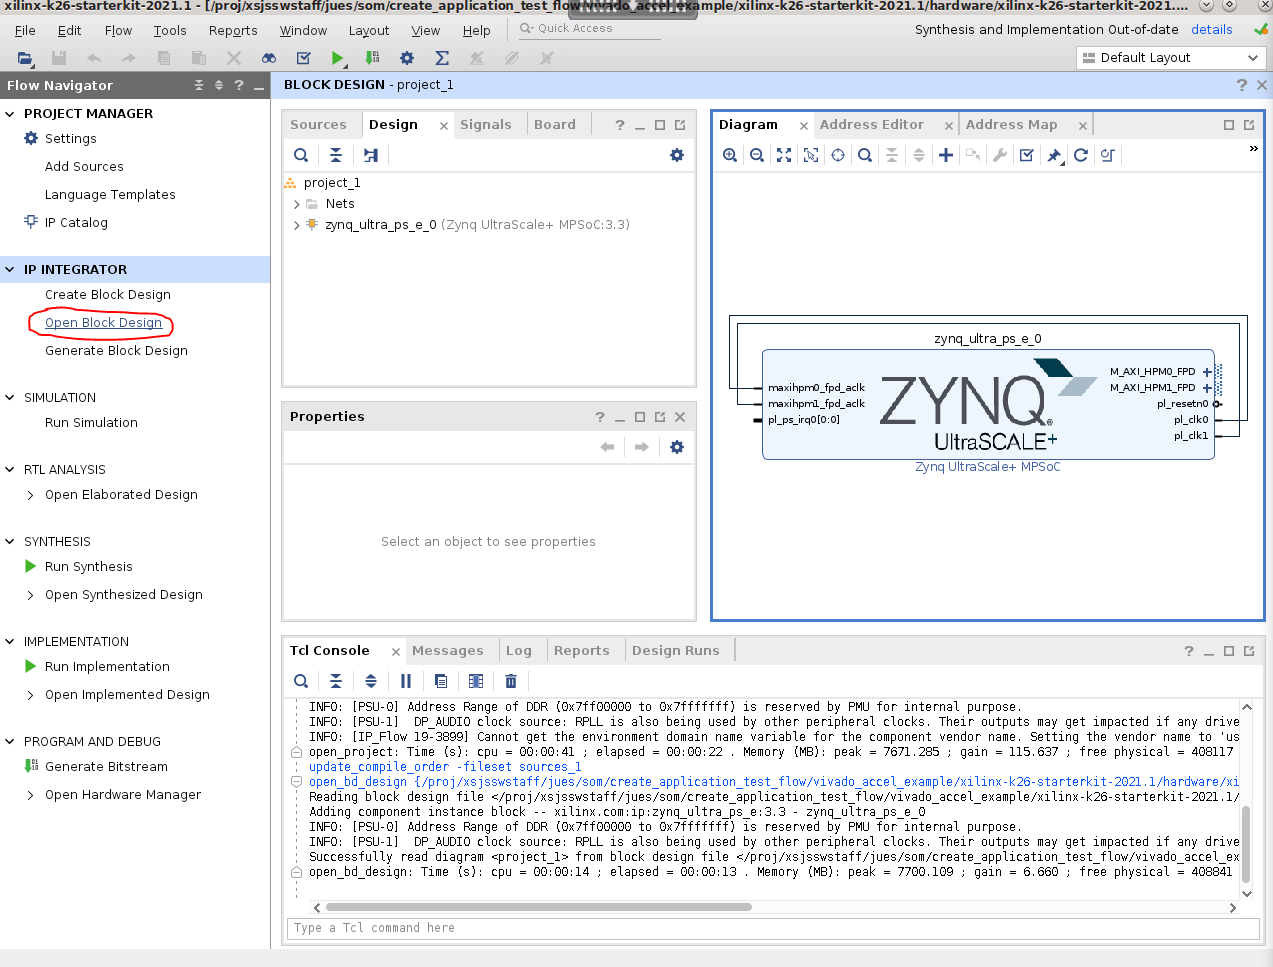 xilinx-k26-starterkit-2021.1 - [/proj/xsjsswstaff/jues/som/create_application_test_flow/vivado_accel_example/xilinx-k26-starterkit-2021.1/hardware/xilinx-k26-starterkit-2021....
File Edit Flow Tools Reports Window Layout View Help Quick Access
Synthesis and Implementation Out-of-date details
Default Layout
Flow Navigator
PROJECT MANAGER
Settings
Add Sources
Language Templates
IP Catalog
IP INTEGRATOR
Create Block Design
Open Block Design
Generate Block Design
SIMULATION
Run Simulation
RTL ANALYSIS
Open Elaborated Design
SYNTHESIS
Run Synthesis
Open Synthesized Design
IMPLEMENTATION
Run Implementation
Open Implemented Design
PROGRAM AND DEBUG
Generate Bitstream
Open Hardware Manager
BLOCK DESIGN - project_1
Sources Design Signals Board
project_1
Nets
zynq_ultra_ps_e_0 (Zynq UltraScale+ MPSoC:3.3)
Properties
Select an object to see properties
Diagram Address Editor Address Map
zynq_ultra_ps_e_0
maxihpm0_fpd_aclk
maxihpm1_fpd_aclk
pl_ps_irq0[0:0]
ZYNQ
UltraSCALE+
M_AXI_HPM0_FPD
M_AXI_HPM1_FPD
pl_resetn0
pl_clk0
pl_clk1
Zynq UltraScale+ MPSoC
Tcl Console Messages Log Reports Design Runs
INFO: [PSU-0] Address Range of DDR (0x7ff00000 to 0x7fffffff) is reserved by PMU for internal purpose.
INFO: [PSU-1]  DP_AUDIO clock source: RPLL is also being used by other peripheral clocks. Their outputs may get impacted if any drive
INFO: [IP_Flow 19-3899] Cannot get the environment domain name variable for the component vendor name. Setting the vendor name to 'us
open_project: Time (s): cpu = 00:00:41 ; elapsed = 00:00:22 . Memory (MB): peak = 7671.285 ; gain = 115.637 ; free physical = 408117
update_compile_order -fileset sources_1
open_bd_design {/proj/xsjsswstaff/jues/som/create_application_test_flow/vivado_accel_example/xilinx-k26-starterkit-2021.1/hardware/xi
Reading block design file </proj/xsjsswstaff/jues/som/create_application_test_flow/vivado_accel_example/xilinx-k26-starterkit-2021.1/
Adding component instance block -- xilinx.com:ip:zynq_ultra_ps_e:3.3 - zynq_ultra_ps_e_0
INFO: [PSU-0] Address Range of DDR (0x7ff00000 to 0x7fffffff) is reserved by PMU for internal purpose.
INFO: [PSU-1]  DP_AUDIO clock source: RPLL is also being used by other peripheral clocks. Their outputs may get impacted if any drive
Successfully read diagram <project_1> from block design file </proj/xsjsswstaff/jues/som/create_application_test_flow/vivado_accel_ex
open_bd_design: Time (s): cpu = 00:00:14 ; elapsed = 00:00:13 . Memory (MB): peak = 7700.109 ; gain = 6.660 ; free physical = 408841
Type a Tcl command here